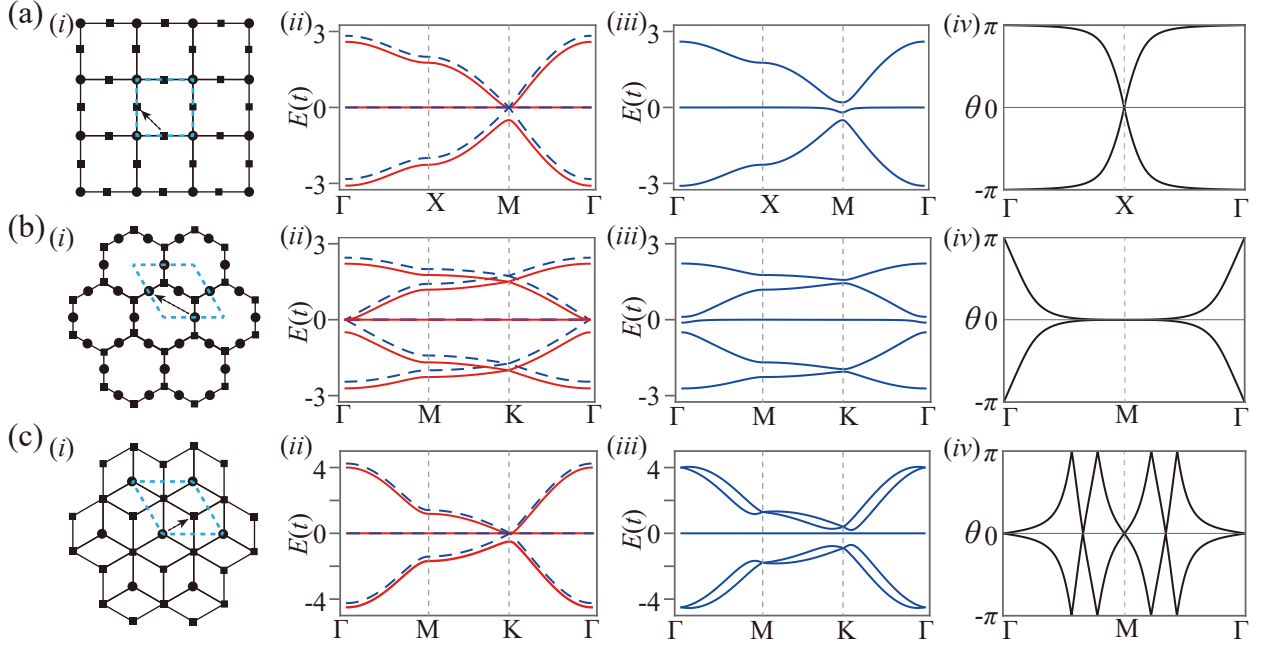 (a) (i) (ii) (iii) (iv)
3 π
E(t) 0 E(t) 0 θ 0
-3 -3 -π
Γ X M Γ Γ X M Γ Γ X Γ
(b) (i) (ii) (iii) (iv)
3 3 π
E(t) 0 E(t) 0 θ 0
-3 -3 -π
Γ M K Γ Γ M K Γ Γ M Γ
(c) (i) (ii) (iii) (iv)
4 4 π
E(t) 0 E(t) 0 θ 0
-4 -4 -π
Γ M K Γ Γ M K Γ Γ M Γ